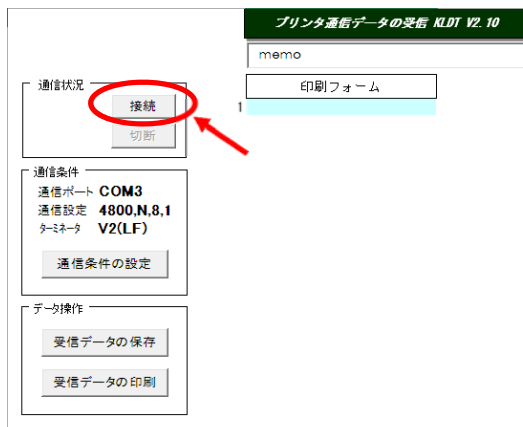 プリンタ通信データの受信 KLDT V2.10
memo
通信状況
接続
切断
印刷フォーム
1
通信条件
通信ポート COM3
通信設定 4800,N,8,1
ターミネータ V2(LF)
通信条件の設定
データ操作
受信データの保存
受信データの印刷